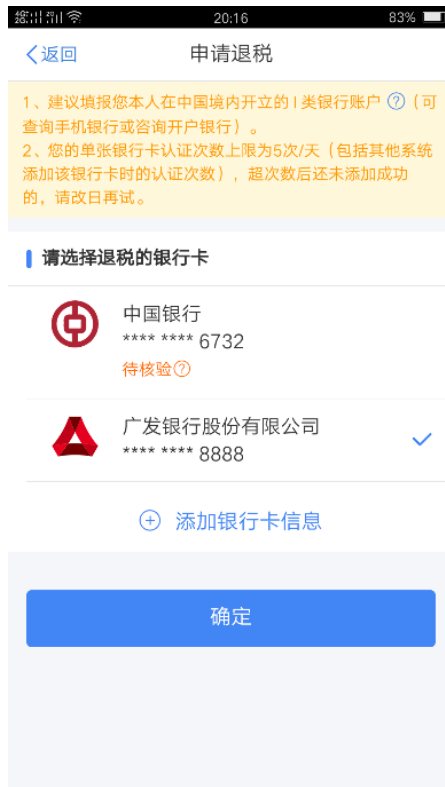 20:16
83%
返回
申请退税
1、建议填报您本人在中国境内开立的I类银行账户 ? (可
查询手机银行或咨询开户银行)。
2、您的单张银行卡认证次数上限为5次/天(包括其他系统
添加该银行卡时的认证次数),超次数后还未添加成功
的,请改日再试。
请选择退税的银行卡
中国银行
**** **** 6732
待核验?
广发银行股份有限公司
**** **** 8888
添加银行卡信息
确定